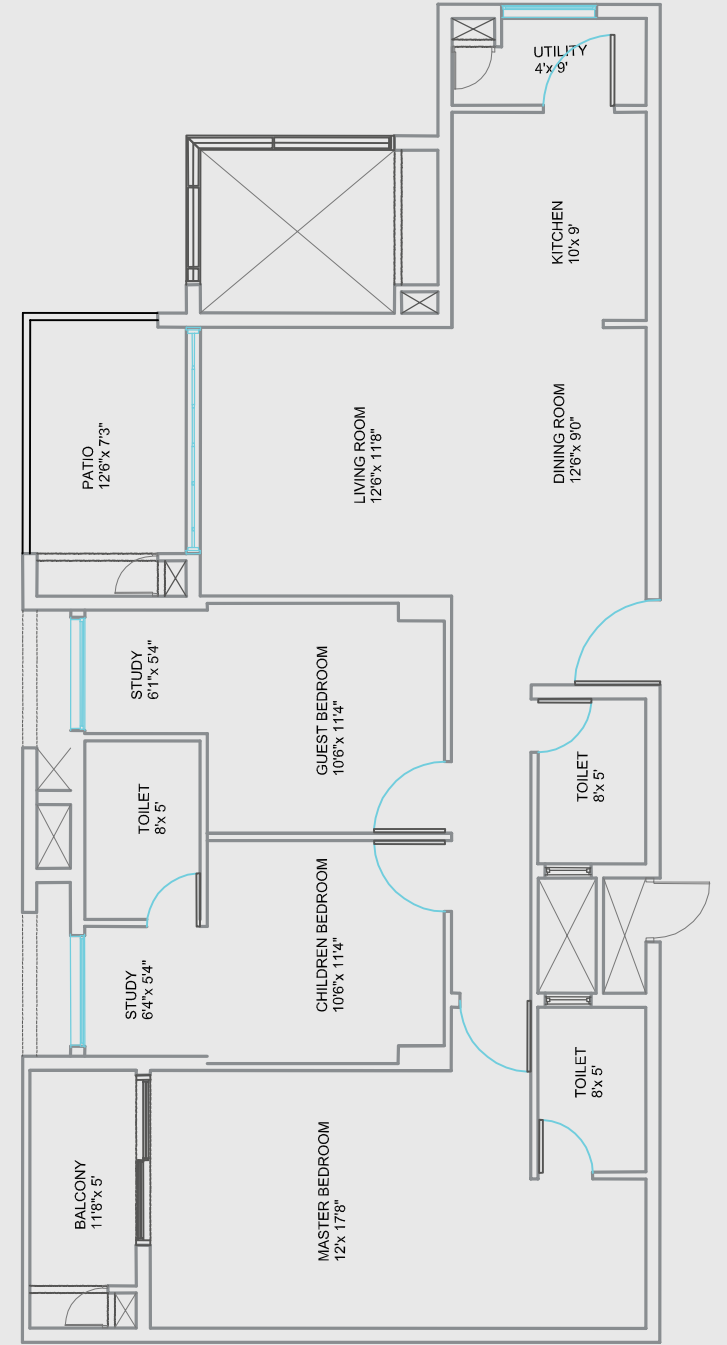 UTILITY
4'x 9'
KITCHEN
10'x 9'
PATIO
12'6"x 7'3"
LIVING ROOM
12'6"x 11'8"
DINING ROOM
12'6"x 9'0"
STUDY
6'1"x 5'4"
GUEST BEDROOM
10'6"x 11'4"
TOILET
8'x 5'
TOILET
8'x 5'
STUDY
6'4"x 5'4"
CHILDREN BEDROOM
10'6"x 11'4"
TOILET
8'x 5'
BALCONY
11'8"x 5'
MASTER BEDROOM
12'x 17'8"